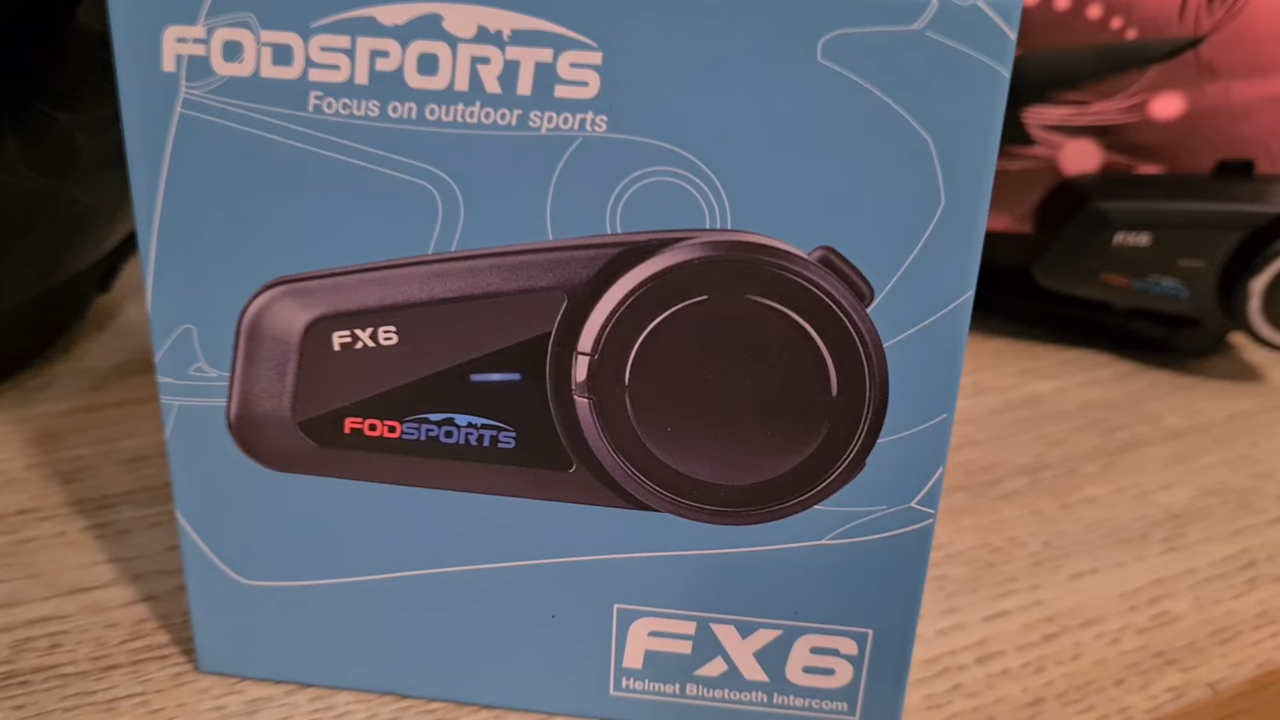 FODSPORTS
Focus on outdoor sports
FX6
FODSPORTS
FX6
Helmet Bluetooth Intercom
FX6